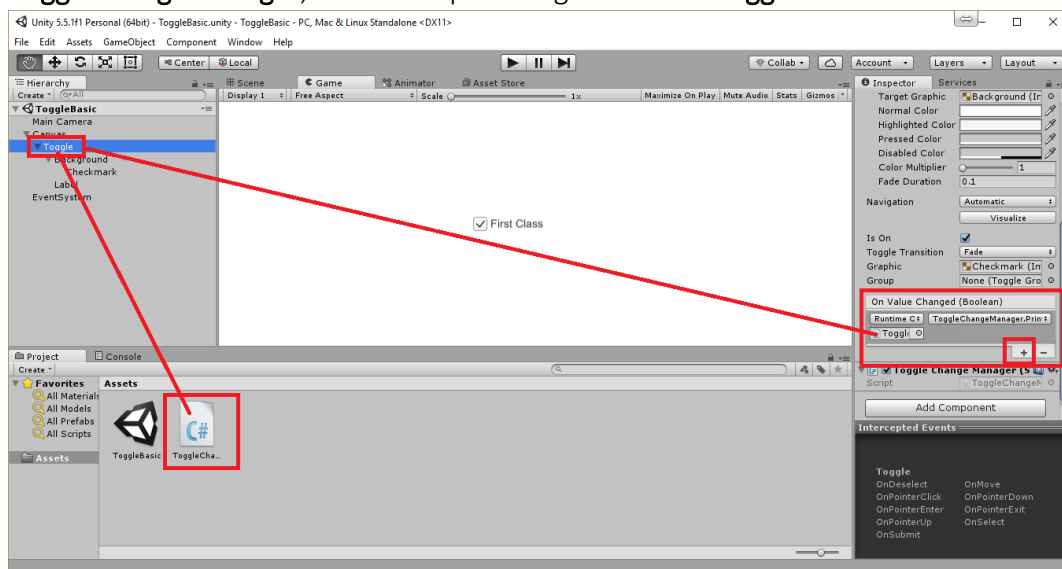 Unity 5.5.1f1 Personal (64bit) - ToggleBasic.unity - ToggleBasic - PC, Mac & Linux Standalone <DX11>
File Edit Assets GameObject Component Window Help
Center Local Collab Account Layers Layout
Hierarchy
Create All
ToggleBasic
Main Camera
Canvas
Toggle
Background
Checkmark
Label
EventSystem
Scene Game Animator Asset Store
Display 1 Free Aspect Scale 1x Maximize On Play Mute Audio Stats Gizmos
First Class
Inspector Services
Target Graphic Background (Ir
Normal Color
Highlighted Color
Pressed Color
Disabled Color
Color Multiplier 1
Fade Duration 0.1
Navigation Automatic
Visualize
Is On
Toggle Transition Fade
Graphic Checkmark (Im
Group None (Toggle Gro
On Value Changed (Boolean)
Runtime C ToggleChangeManager.Prin
Toggl
+ -
Toggle Change Manager (S
Script ToggleChangeM
Add Component
Intercepted Events
Toggle
OnDeselect OnMove
OnPointerClick OnPointerDown
OnPointerEnter OnPointerExit
OnPointerUp OnSelect
OnSubmit
Project Console
Create
Favorites
All Materials
All Models
All Prefabs
All Scripts
Assets
Assets
C#
ToggleBasic ToggleCha...